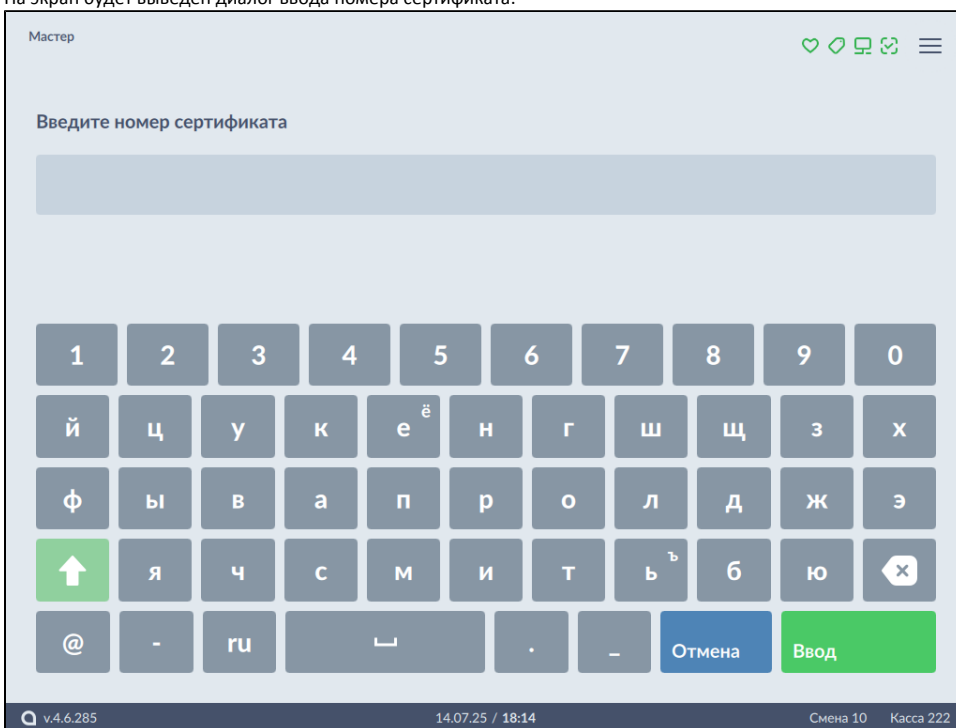 На экран будет выведен диалог ввода номера сертификата:
Мастер
Введите номер сертификата
1 2 3 4 5 6 7 8 9 0
й ц у к е ё н г ш щ з х
ф ы в а п р о л д ж э
я ч с м и т ь ъ б ю
@ - ru . _ Отмена Ввод
v.4.6.285 14.07.25 / 18:14 Смена 10 Касса 222